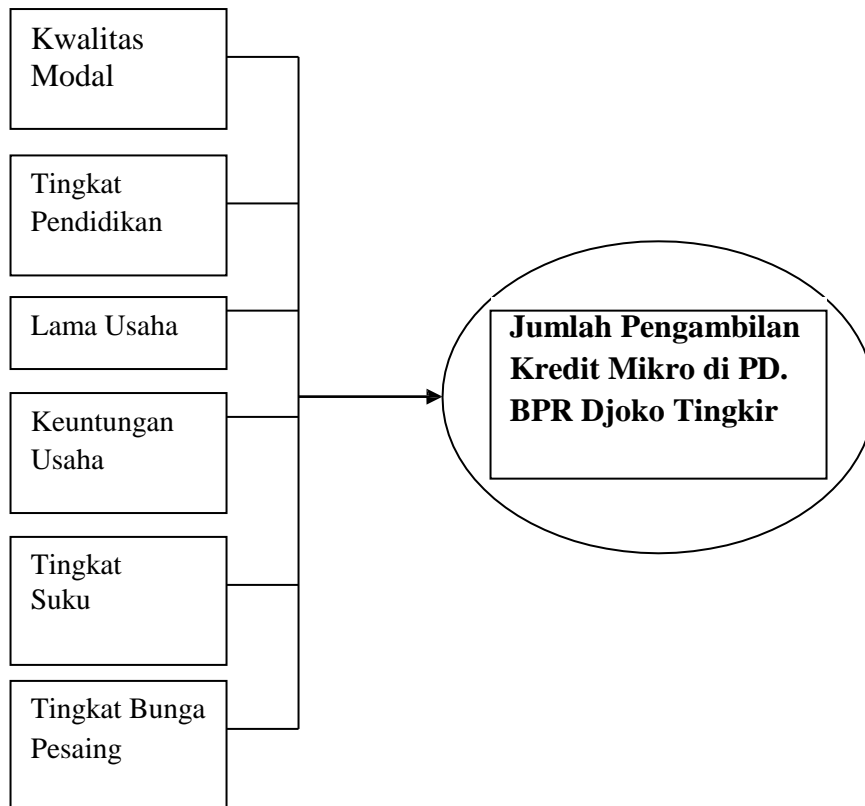 Kwalitas
Modal
Tingkat
Pendidikan
Lama Usaha
Keuntungan
Usaha
Tingkat
Suku
Tingkat Bunga
Pesaing
Jumlah Pengambilan
Kredit Mikro di PD.
BPR Djoko Tingkir